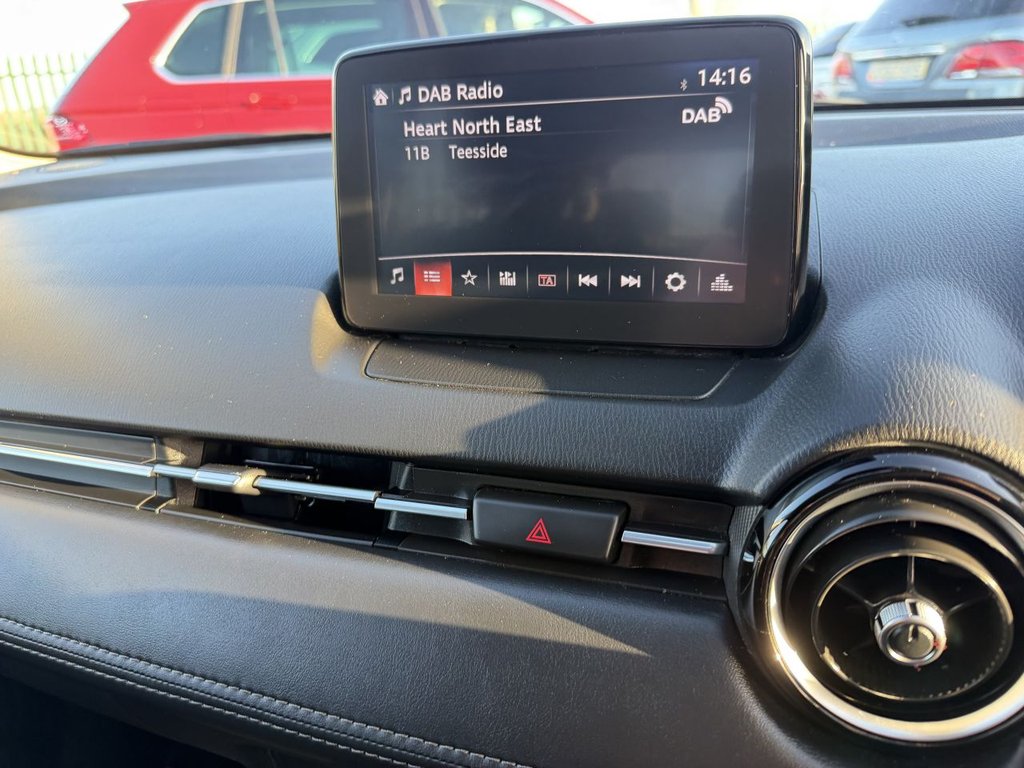 DAB Radio 14:16
Heart North East DAB
11B Teesside
TA